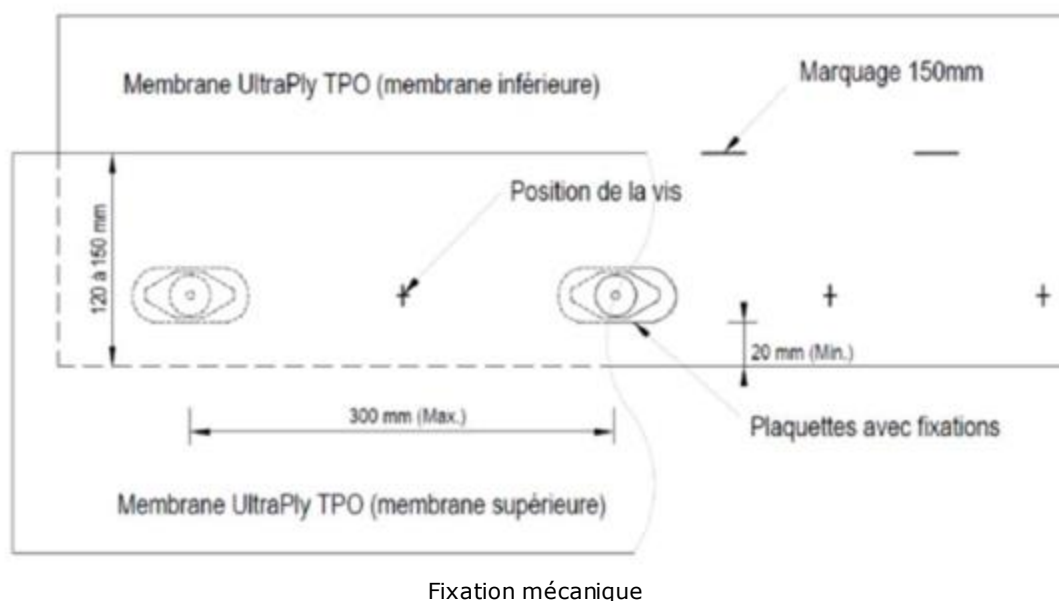 Membrane UltraPly TPO (membrane inférieure)
Marquage 150mm
Position de la vis
120 à 150 mm
20 mm (Min.)
300 mm (Max.)
Plaquettes avec fixations
Membrane UltraPly TPO (membrane supérieure)
Fixation mécanique